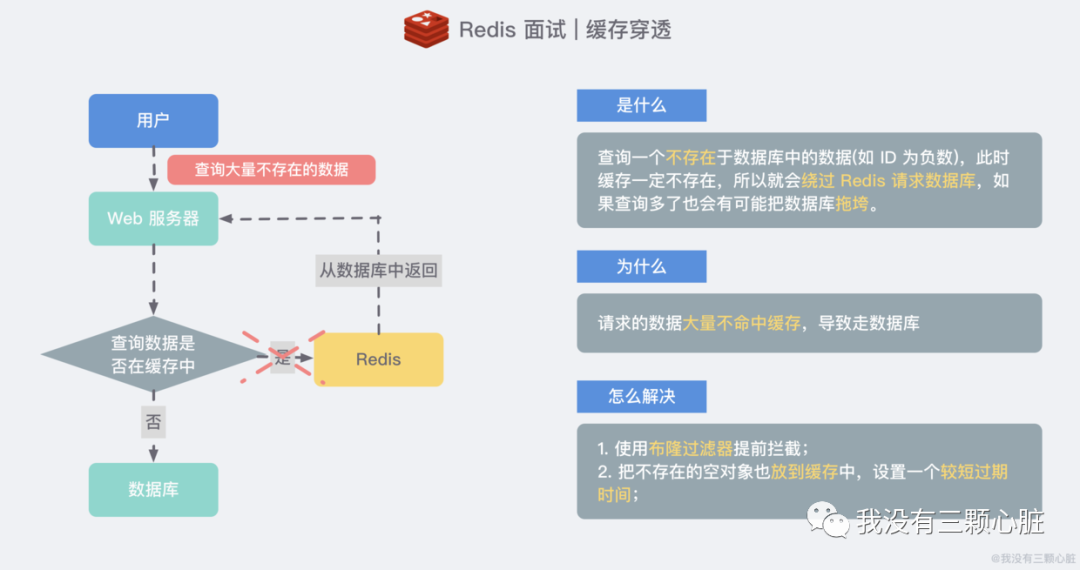 Redis 面试 | 缓存穿透
用户
查询大量不存在的数据
Web 服务器
从数据库中返回
查询数据是
否在缓存中
是
Redis
否
数据库
是什么
查询一个不存在于数据库中的数据(如 ID 为负数)，此时
缓存一定不存在，所以就会绕过 Redis 请求数据库，如
果查询多了也会有可能把数据库拖垮。
为什么
请求的数据大量不命中缓存，导致走数据库
怎么解决
1. 使用布隆过滤器提前拦截；
2. 把不存在的空对象也放到缓存中，设置一个较短过期
时间；
我没有三颗心脏
@我没有三颗心脏